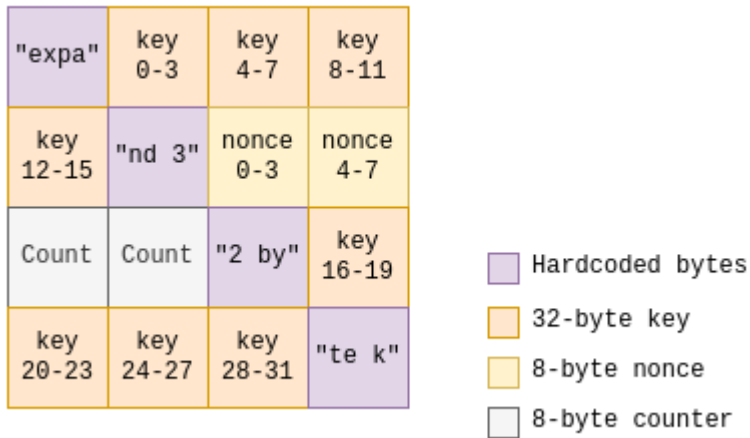 "expa"
key
0-3
key
4-7
key
8-11
key
12-15
"nd 3"
nonce
0-3
nonce
4-7
Count
Count
"2 by"
key
16-19
key
20-23
key
24-27
key
28-31
"te k"
Hardcoded bytes
32-byte key
8-byte nonce
8-byte counter